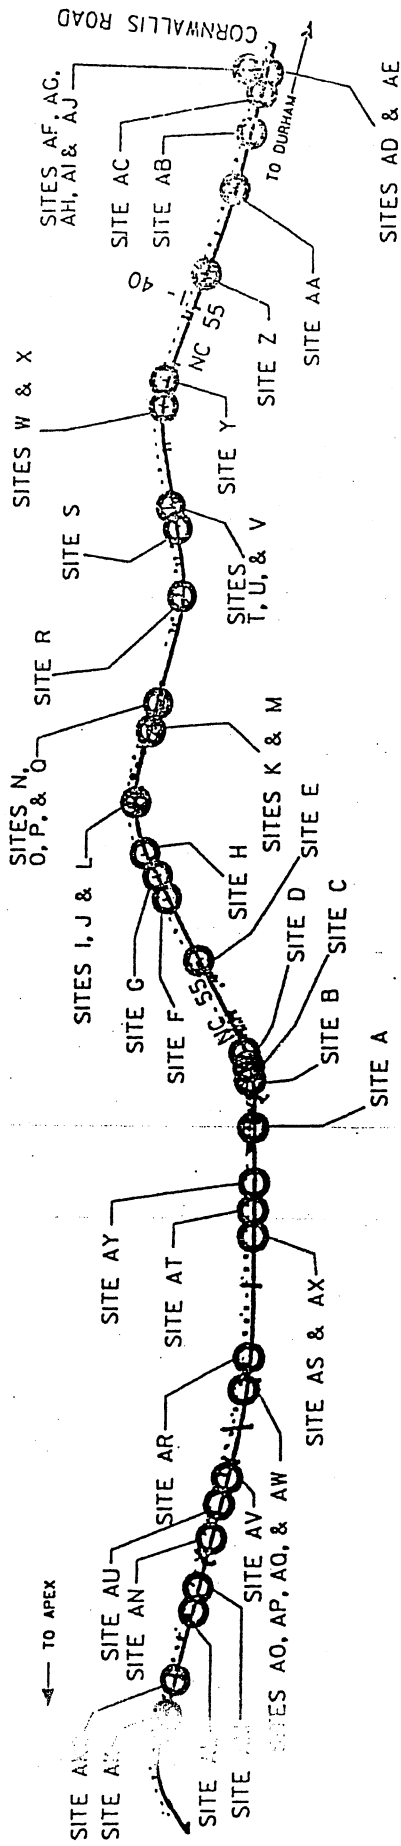 CORNWALLIS ROAD
SITES AF, AG,
AH, AI & AJ
SITE AC
SITE AB
TO DURHAM
SITES AD & AE
SITE AA
40
NC 55
SITE Z
SITES W & X
SITE Y
SITE S
SITES
T, U, & V
SITE R
SITES N,
O, P, & Q
SITES K & M
SITES I, J & L
SITE H
SITE G
SITE F
SITE E
NC. 55
SITE D
SITE C
SITE B
SITE A
SITE AY
SITE AT
SITE AS & AX
SITE AR
SITES AO, AP, AQ, & AW
SITE AV
SITE AU
SITE AN
TO APEX
SITE
SITE
SITE
SITE